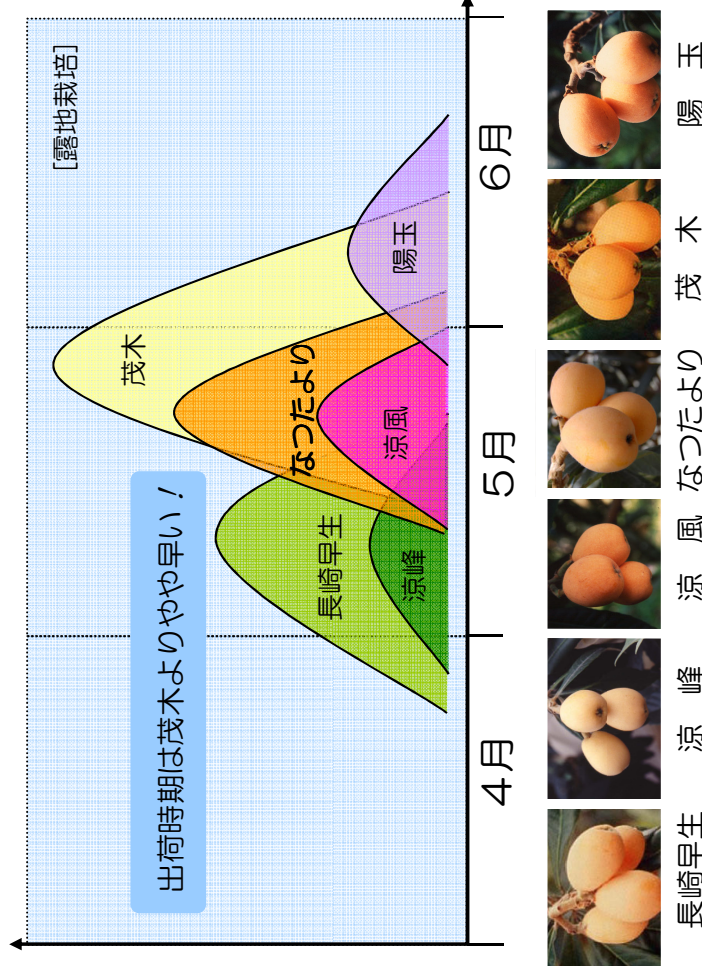 [露地栽培]
出荷時期は茂木よりやや早い！
茂木
なつたより
長崎早生
涼風
陽玉
涼峰
4月
5月
6月
長崎早生
涼峰
涼風
なつたより
茂木
陽玉